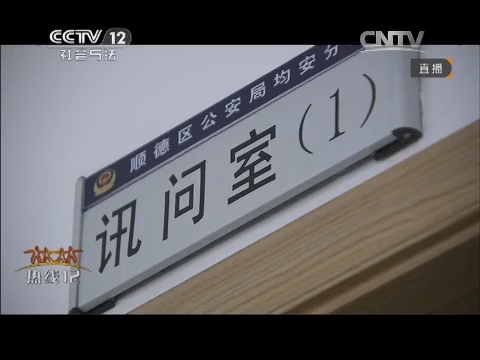 CCTV 12
社会与法
CNTV
直播
顺德区公安局均安分
讯问室(1)
热线12